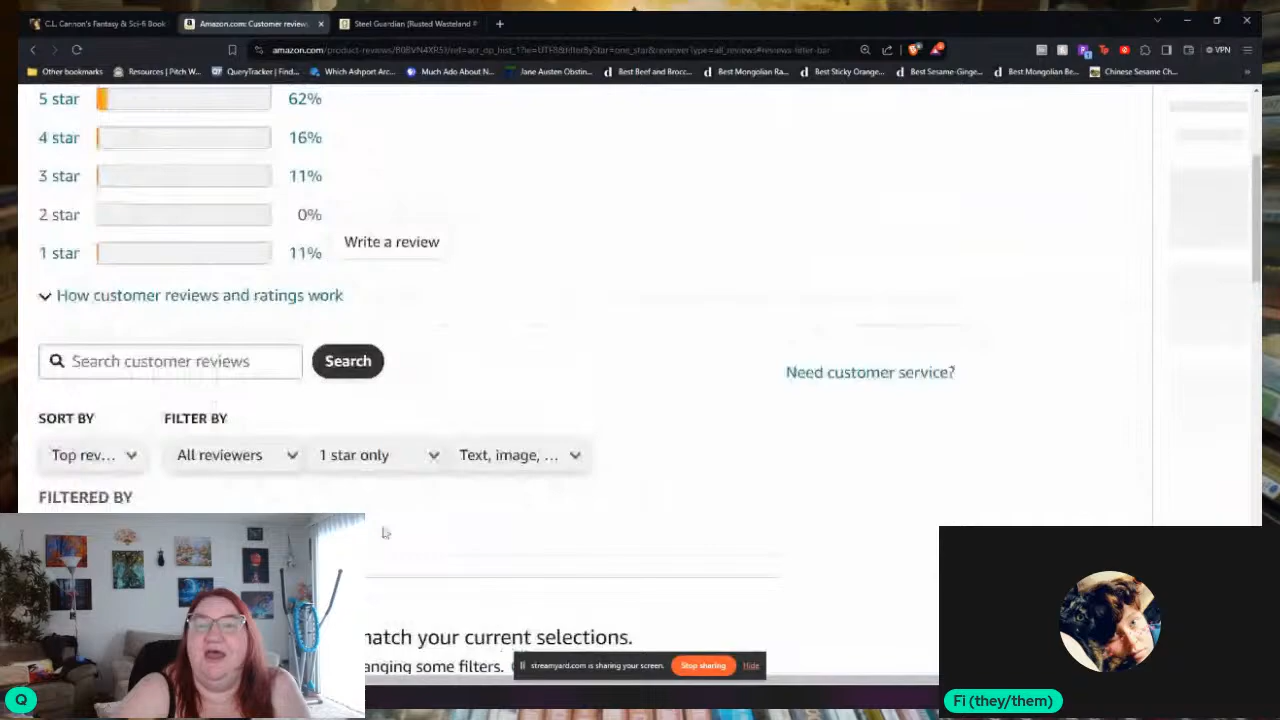 C.L. Cannon's Fantasy & Sci-fi Book
Amazon.com: Customer review
Steel Guardian (Rusted Wasteland
Other bookmarks
Resources | Pitch W...
QueryTracker | Find...
Which Ashport Arc...
Much Ado About N...
Jane Austen Obstin...
Best Beef and Brocc...
Best Mongolian Ra...
Best Sticky Orange...
Best Sesame-Ginge...
Best Mongolian Be...
Chinese Sesame Ch...
VPN
5 star 62%
4 star 16%
3 star 11%
2 star 0%
1 star 11%
Write a review
How customer reviews and ratings work
Search customer reviews
Search
Need customer service?
SORT BY FILTER BY
Top rev... All reviewers 1 star only Text, image, ...
FILTERED BY
match your current selections.
anging some filters.
streamyard.com is sharing your screen. Stop sharing Hide
Q
Fi (they/them)